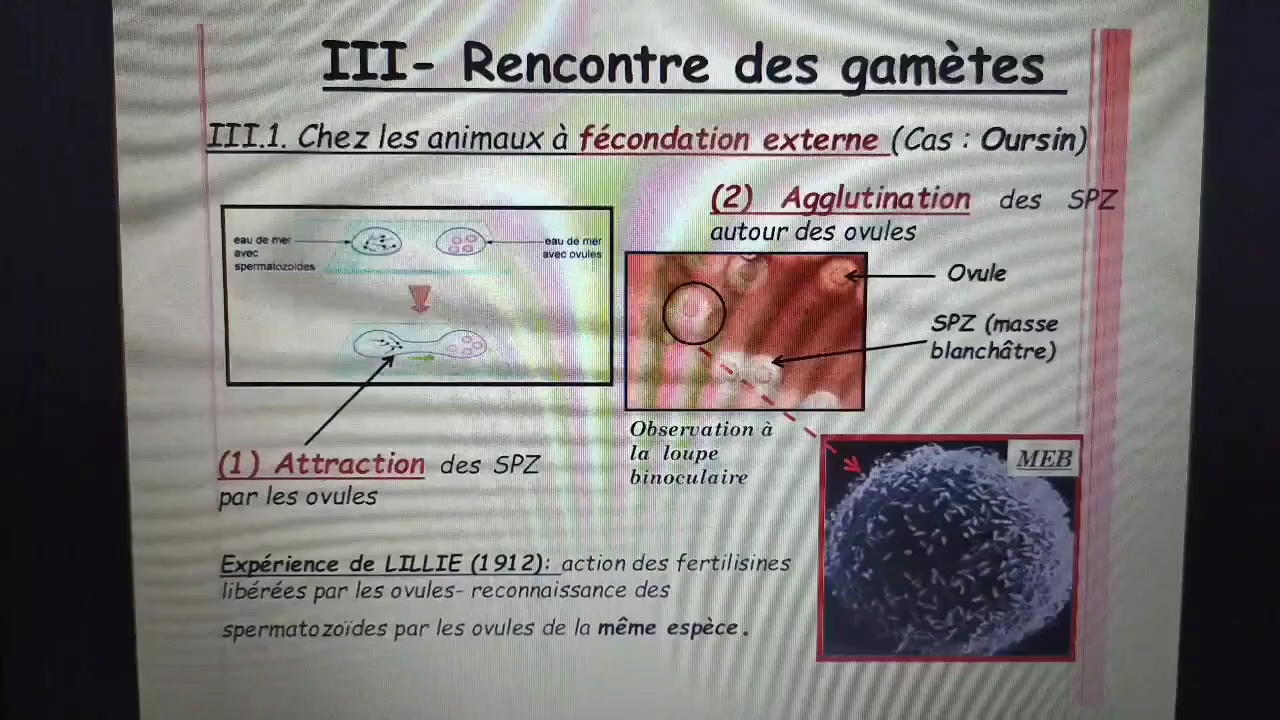 III- Rencontre des gamètes
III.1. Chez les animaux à fécondation externe (Cas : Oursin)
eau de mer
avec
spermatozoïdes
eau de mer
avec ovules
(1) Attraction des SPZ
par les ovules
(2) Agglutination des SPZ
autour des ovules
Ovule
SPZ (masse
blanchâtre)
Observation à
la loupe
binoculaire
MEB
Expérience de LILLIE (1912): action des fertilisines
libérées par les ovules- reconnaissance des
spermatozoïdes par les ovules de la même espèce.